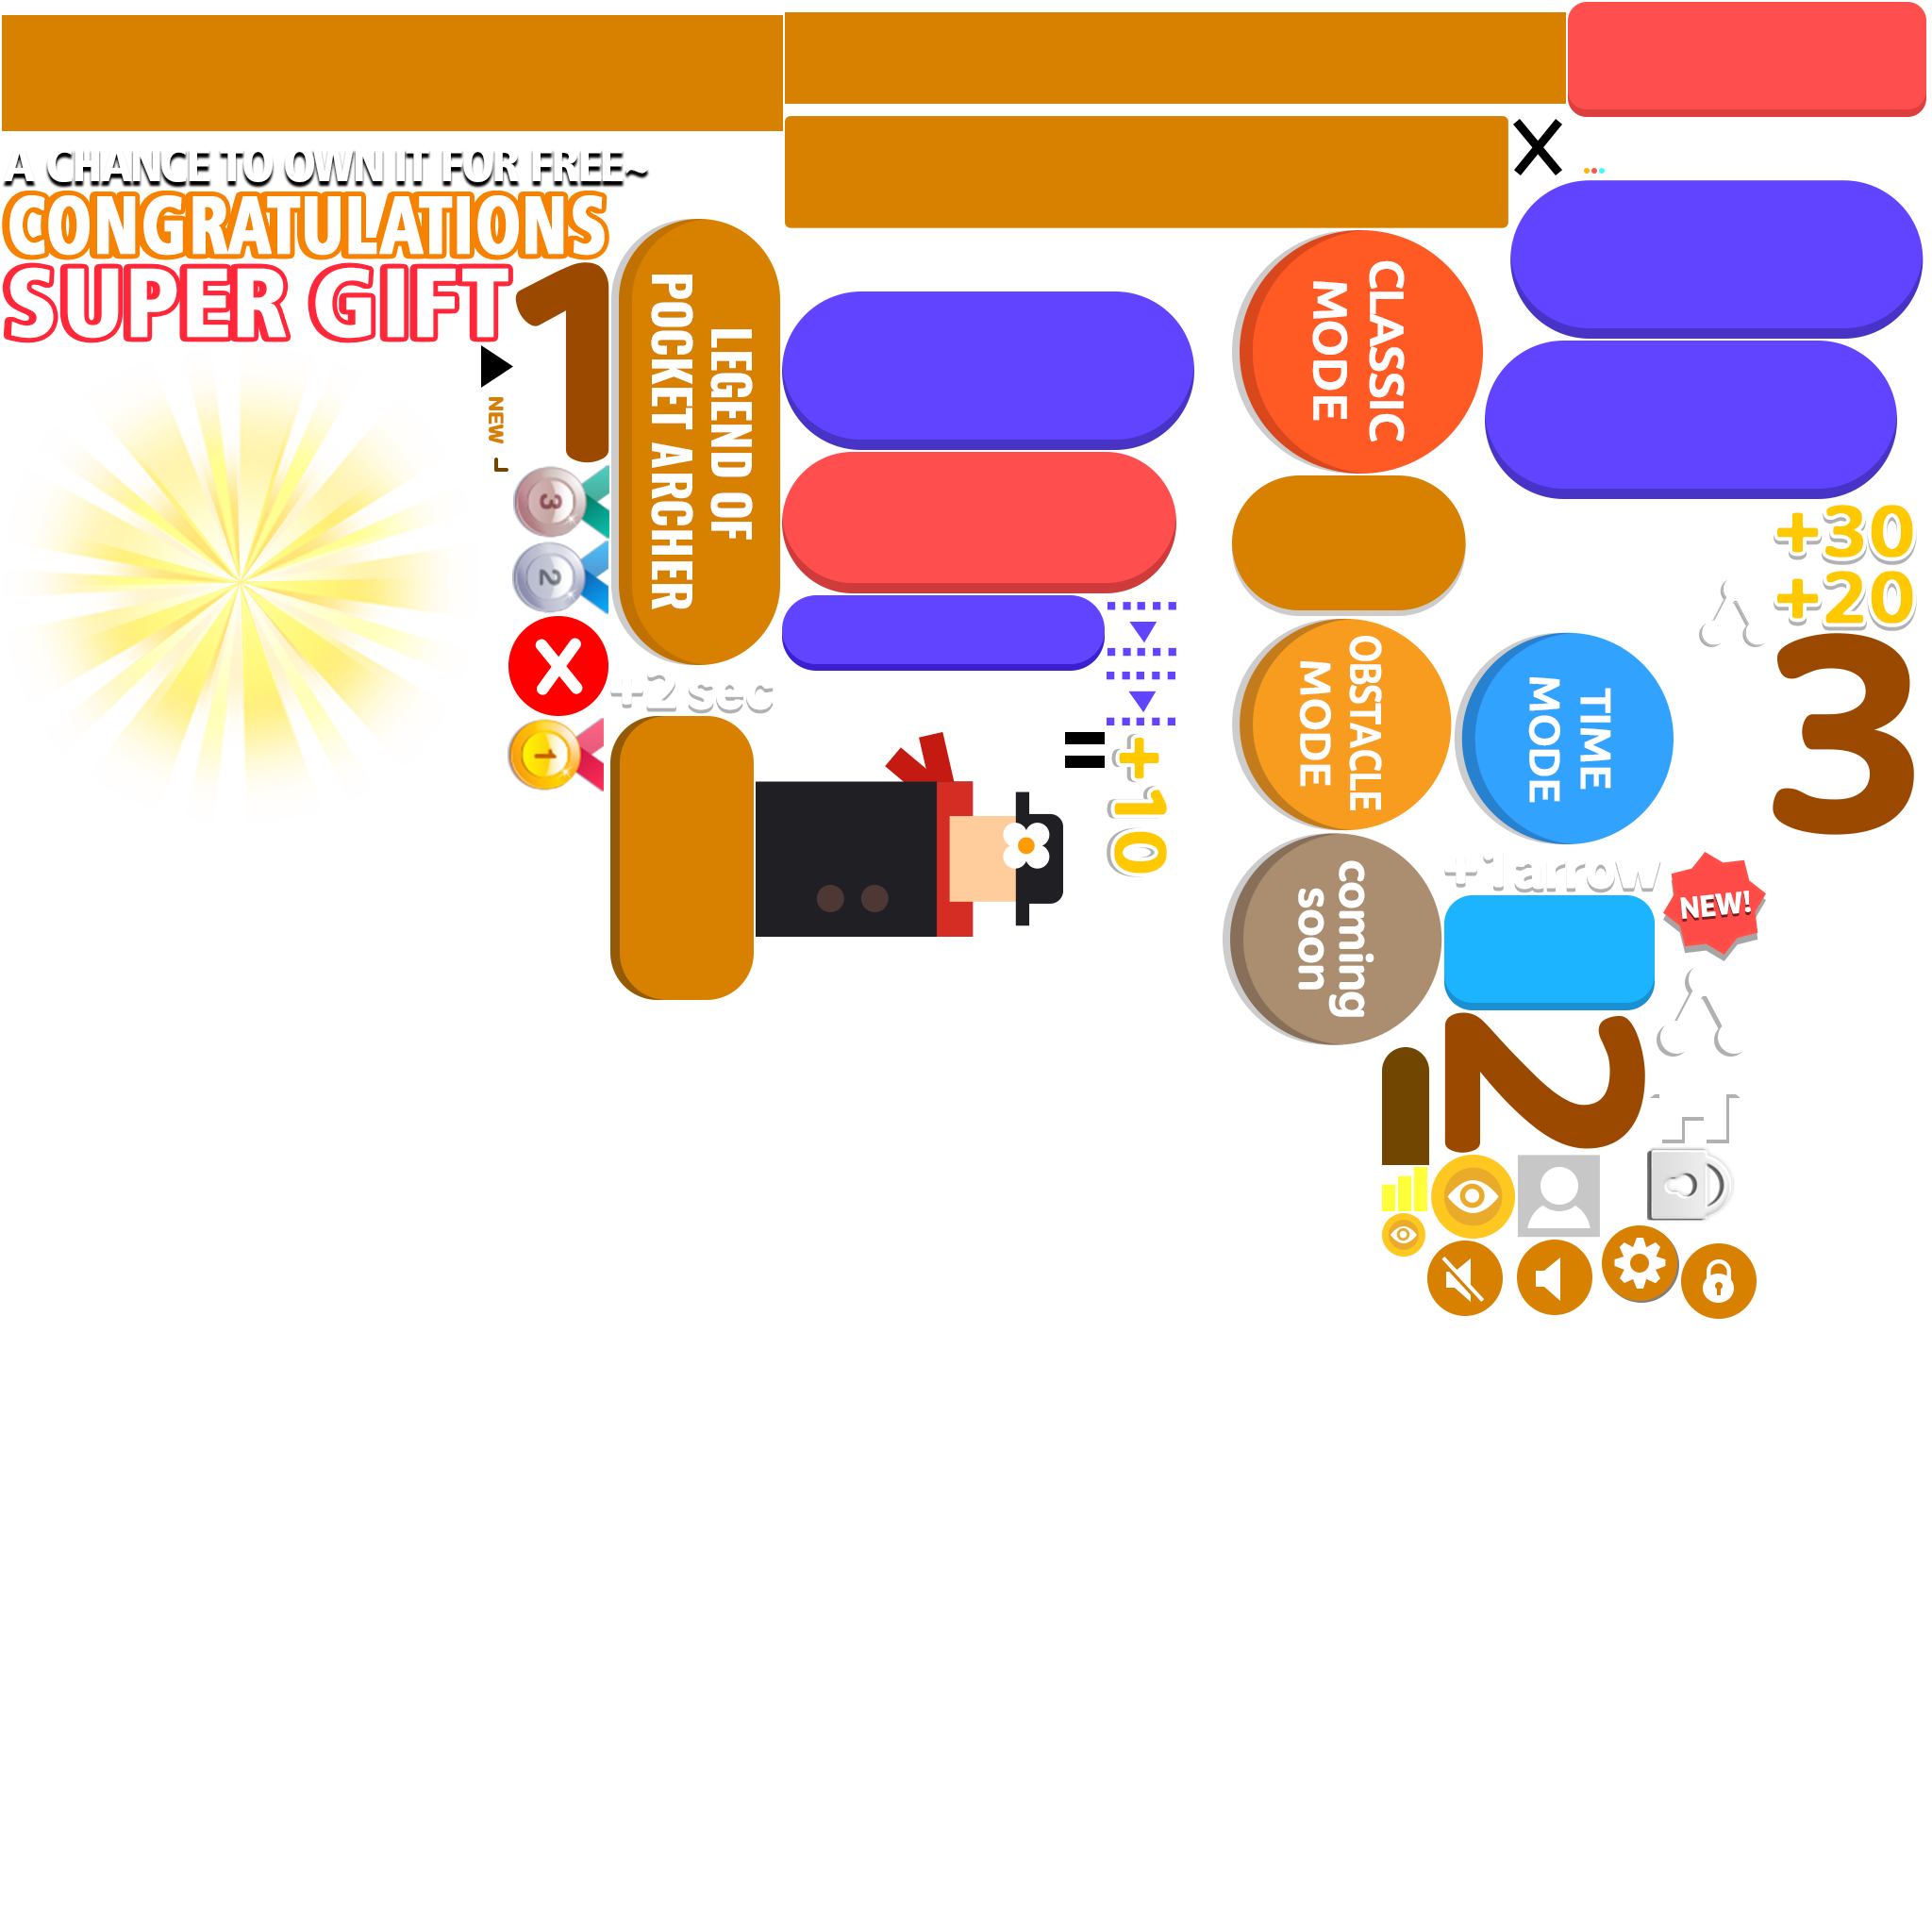 A CHANCE TO OWN IT FOR FREE~
CONGRATULATIONS
SUPER GIFT
1
NEW
3
2
1
LEGEND OF
POCKET ARCHER
+2 sec
+10
CLASSIC
MODE
OBSTACLE
MODE
TIME
MODE
coming
soon
+30
+20
3
+1 arrow
NEW!
2